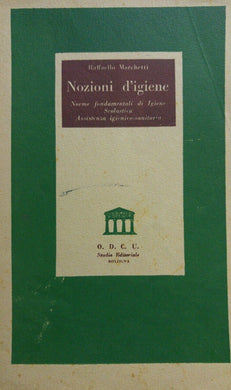 Raffaello Marchetti
Nozioni d'igiene
Norme fondamentali di Igiene
Scolastica
Assistenza igienico-sanitaria
O. D. C. U.
Studio Editoriale
BOLOGNA